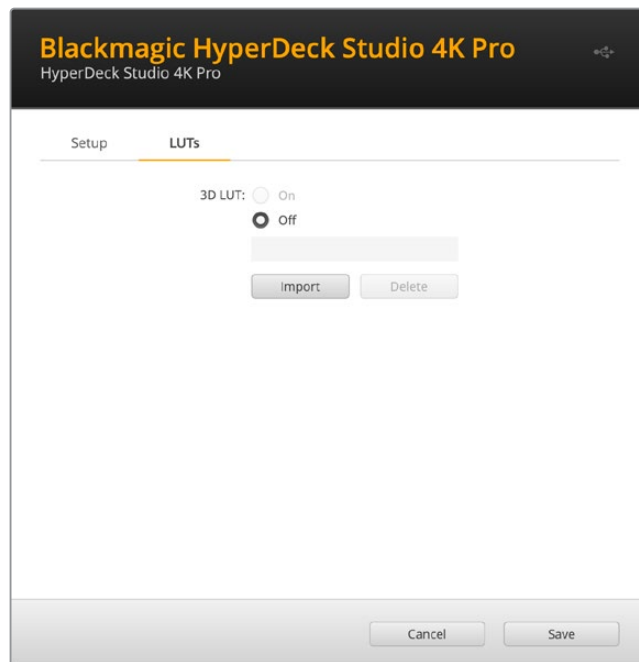 Blackmagic HyperDeck Studio 4K Pro
HyperDeck Studio 4K Pro
Setup LUTs
3D LUT: On
Off
Import Delete
Cancel Save